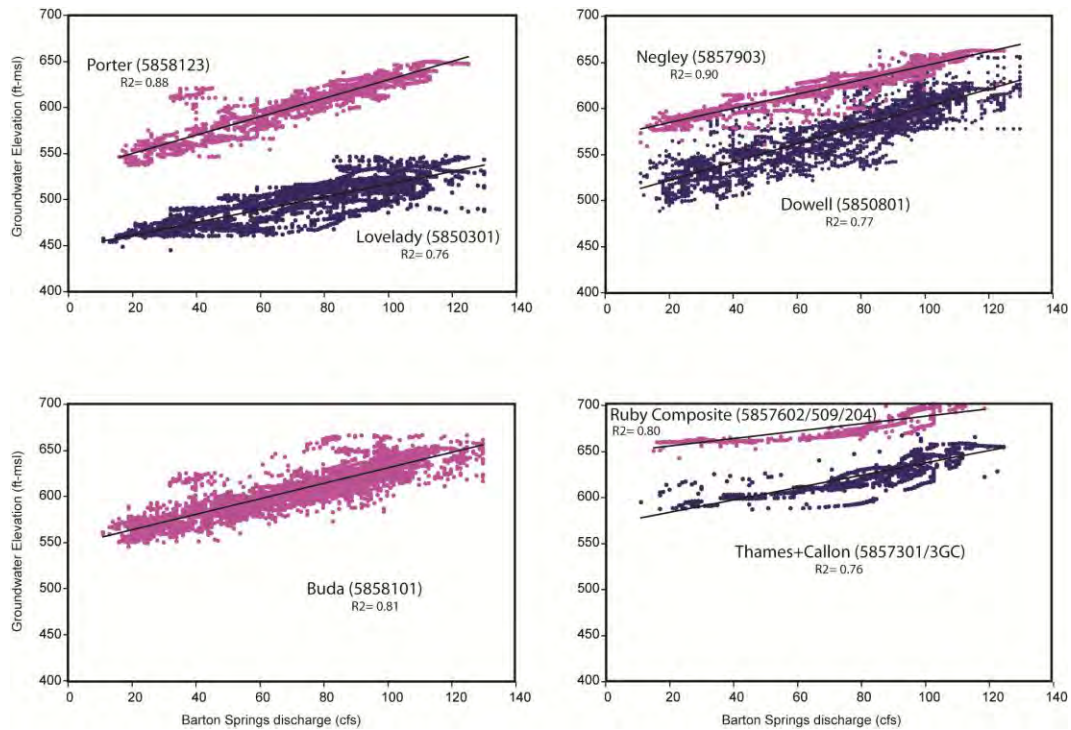 700
650
600
550
500
450
400
Groundwater Elevation (ft-msl)
Porter (5858123)
R2= 0.88
Lovelady (5850301)
R2= 0.76
0 20 40 60 80 100 120 140
700
650
600
550
500
450
400
Negley (5857903)
R2= 0.90
Dowell (5850801)
R2= 0.77
0 20 40 60 80 100 120 140
700
650
600
550
500
450
400
Groundwater Elevation (ft-msl)
Buda (5858101)
R2= 0.81
0 20 40 60 80 100 120 140
Barton Springs discharge (cfs)
700
650
600
550
500
450
400
Ruby Composite (5857602/509/204)
R2= 0.80
Thames+Callon (5857301/3GC)
R2= 0.76
0 20 40 60 80 100 120 140
Barton Springs discharge (cfs)